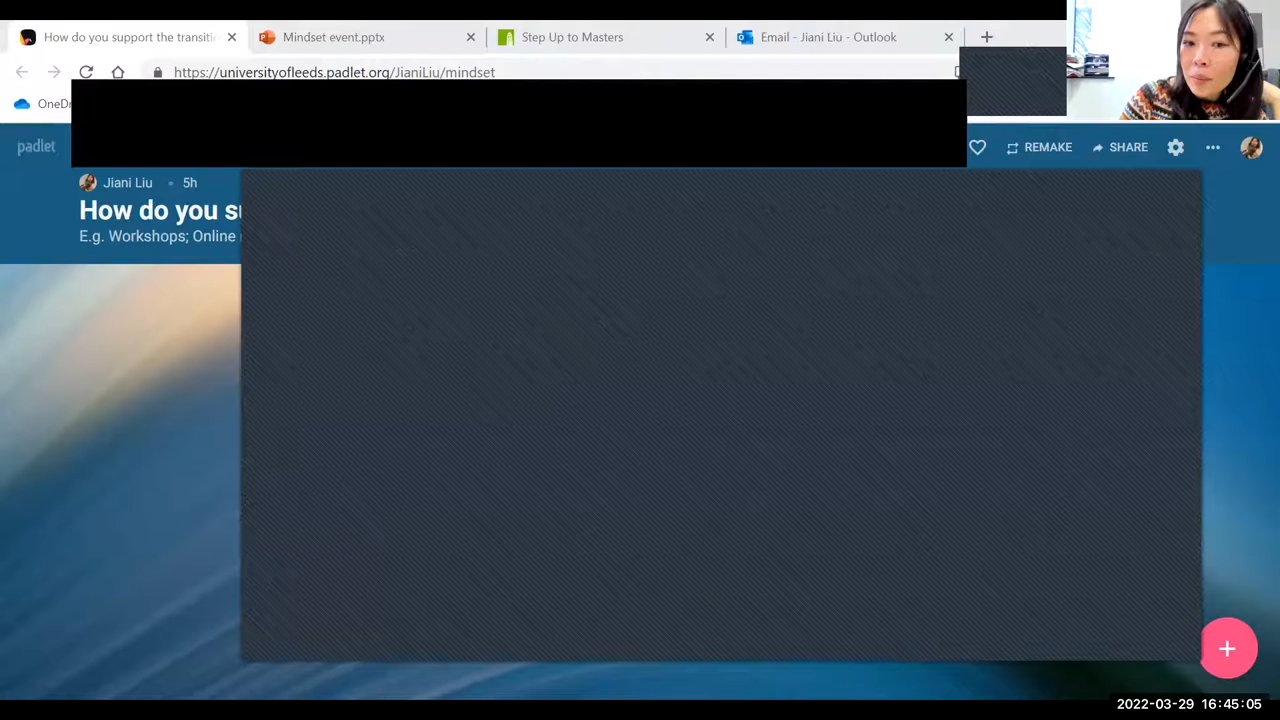 How do you support the transiti
Mindset event.pp
Step Up to Masters
Email - Jiani Liu - Outlook
https://universityofleeds.padlet.org/JianiLiu/mindset
OneDr
padlet
REMAKE
SHARE
Jiani Liu • 5h
How do you su
E.g. Workshops; Online
2022-03-29 16:45:05